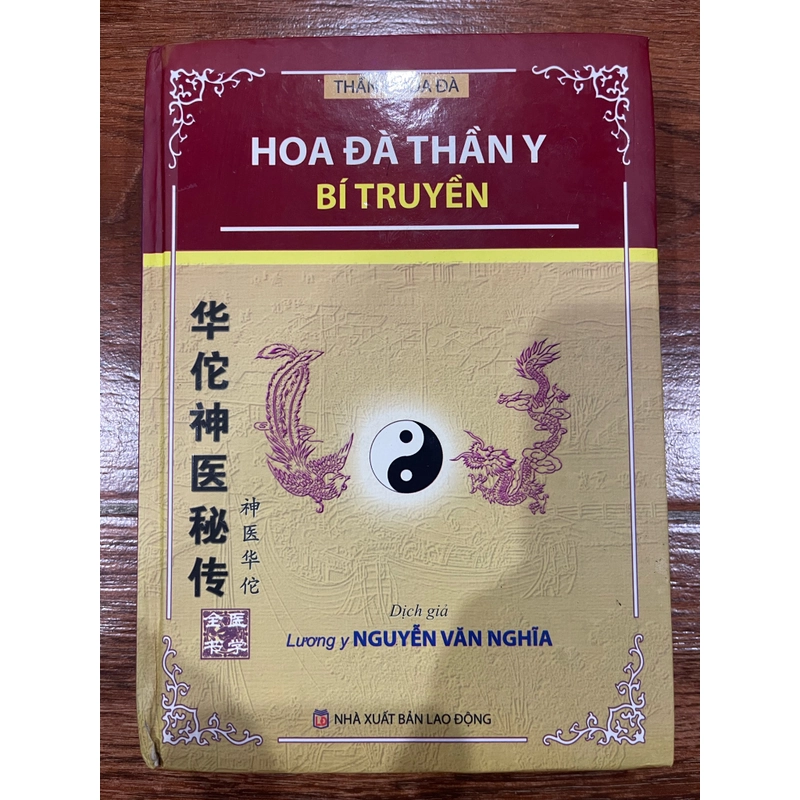 HOA ĐÀ
THẦN Y
BÍ TRUYỀN
华佗神医秘传
神医华佗
医学
全书
Dịch giả
Lương y NGUYỄN VĂN NGHĨA
LĐ NHÀ XUẤT BẢN LAO ĐỘNG